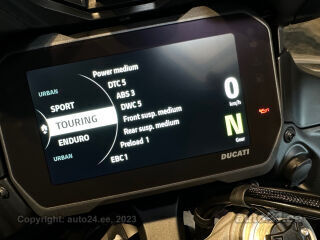 Power medium
DTC 5
ABS 3
DWC 5
Front susp. medium
Rear susp. medium
Preload 1
EBC 1
URBAN
SPORT
TOURING
ENDURO
URBAN
0
km/h
N
Gear
DUCATI
Copyright: auto24.ee, 2023